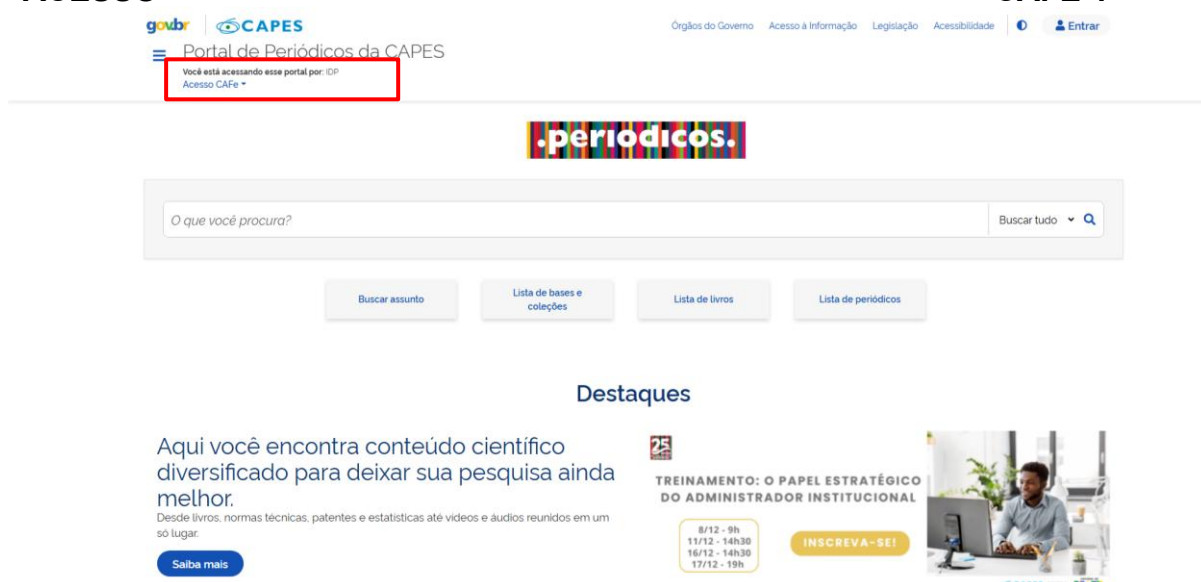 gov.br CAPES
Órgãos do Governo Acesso à Informação Legislação Acessibilidade Entrar
Portal de Periódicos da CAPES
Você está acessando esse portal por: IDP
Acesso CAFe
.periodicos.
O que você procura?
Buscar tudo
Buscar assunto
Lista de bases e
coleções
Lista de livros
Lista de periódicos
Destaques
Aqui você encontra conteúdo científico
diversificado para deixar sua pesquisa ainda
melhor.
Desde livros, normas técnicas, patentes e estatísticas até vídeos e áudios reunidos em um
só lugar.
Saiba mais
25
TREINAMENTO: O PAPEL ESTRATÉGICO
DO ADMINISTRADOR INSTITUCIONAL
8/12 - 9h
11/12 - 14h30
16/12 - 14h30
17/12 - 19h
INSCREVA-SE!